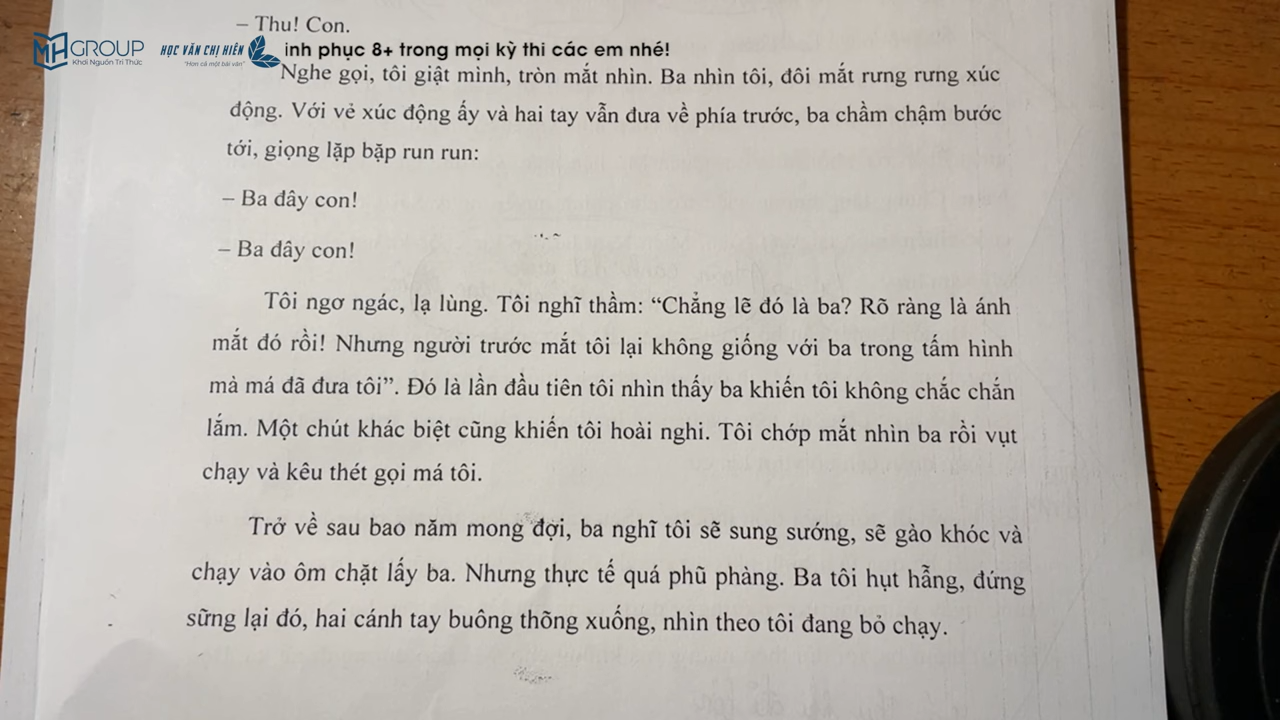 – Thu! Con.
MH GROUP
Khơi Nguồn Tri Thức
HỌC VĂN CHỊ HIÊN
"Hơn cả một bài văn"
inh phục 8+ trong mọi kỳ thi các em nhé!
Nghe gọi, tôi giật mình, tròn mắt nhìn. Ba nhìn tôi, đôi mắt rưng rưng xúc
động. Với vẻ xúc động ấy và hai tay vẫn đưa về phía trước, ba chầm chậm bước
tới, giọng lặp bặp run run:
– Ba đây con!
– Ba đây con!
Tôi ngơ ngác, lạ lùng. Tôi nghĩ thầm: “Chẳng lẽ đó là ba? Rõ ràng là ánh
mắt đó rồi! Nhưng người trước mắt tôi lại không giống với ba trong tấm hình
mà má đã đưa tôi”. Đó là lần đầu tiên tôi nhìn thấy ba khiến tôi không chắc chắn
lắm. Một chút khác biệt cũng khiến tôi hoài nghi. Tôi chớp mắt nhìn ba rồi vụt
chạy và kêu thét gọi má tôi.
Trở về sau bao năm mong đợi, ba nghĩ tôi sẽ sung sướng, sẽ gào khóc và
chạy vào ôm chặt lấy ba. Nhưng thực tế quá phũ phàng. Ba tôi hụt hẫng, đứng
sững lại đó, hai cánh tay buông thõng xuống, nhìn theo tôi đang bỏ chạy.